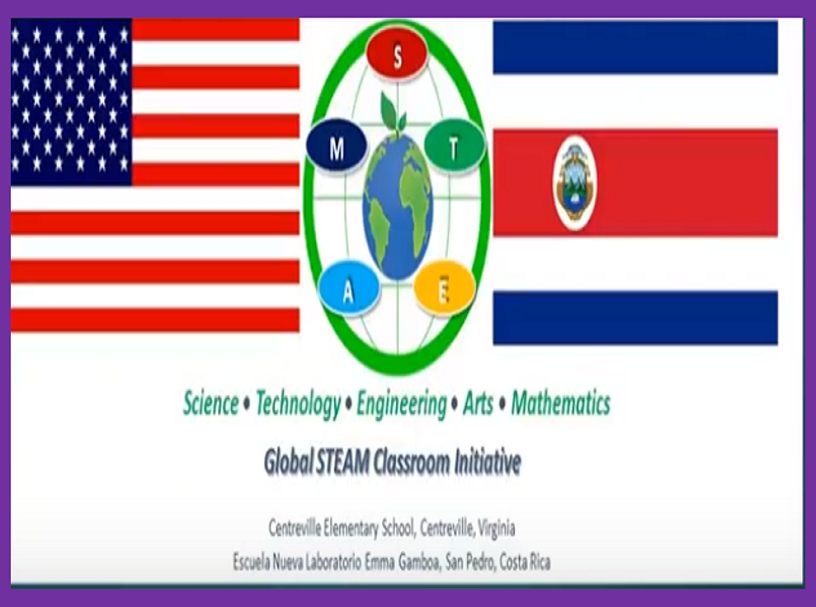 S
M
T
A
E
Science • Technology • Engineering • Arts • Mathematics
Global STEAM Classroom Initiative
Centreville Elementary School, Centreville, Virginia
Escuela Nueva Laboratorio Emma Gamboa, San Pedro, Costa Rica